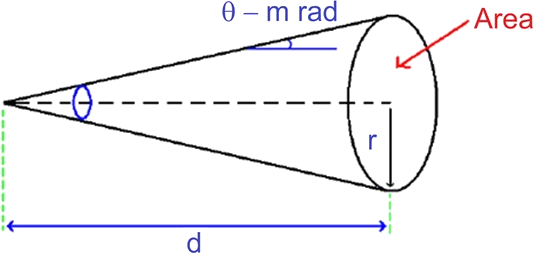 θ – m rad
Area
r
d